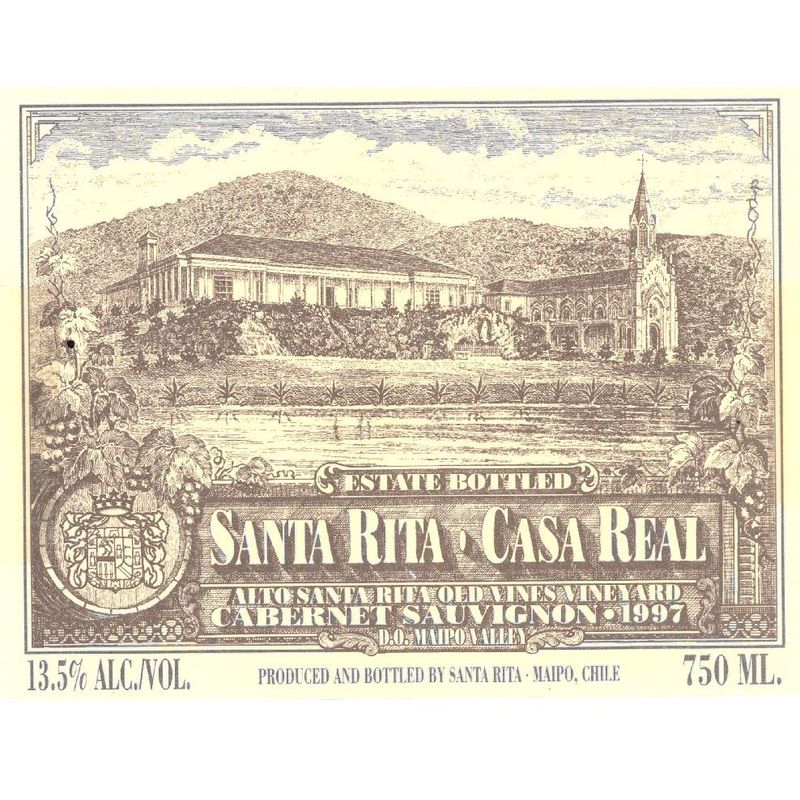 ESTATE BOTTLED
SANTA RITA · CASA REAL
ALTO SANTA RITA OLD VINES VINEYARD
CABERNET SAUVIGNON • 1997
D.O. MAIPO VALLEY
13.5% ALC./VOL.
PRODUCED AND BOTTLED BY SANTA RITA · MAIPO, CHILE
750 ML.